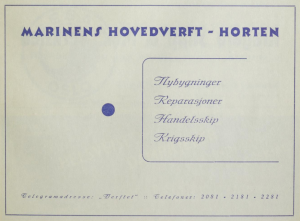 MARINENS HOVEDVERFT - HORTEN
Nybygninger
Reparasjoner
Handelsskip
Krigsskip
Telegramadresse: „Verftet" - Telefoner: 2081 - 2181 - 2281